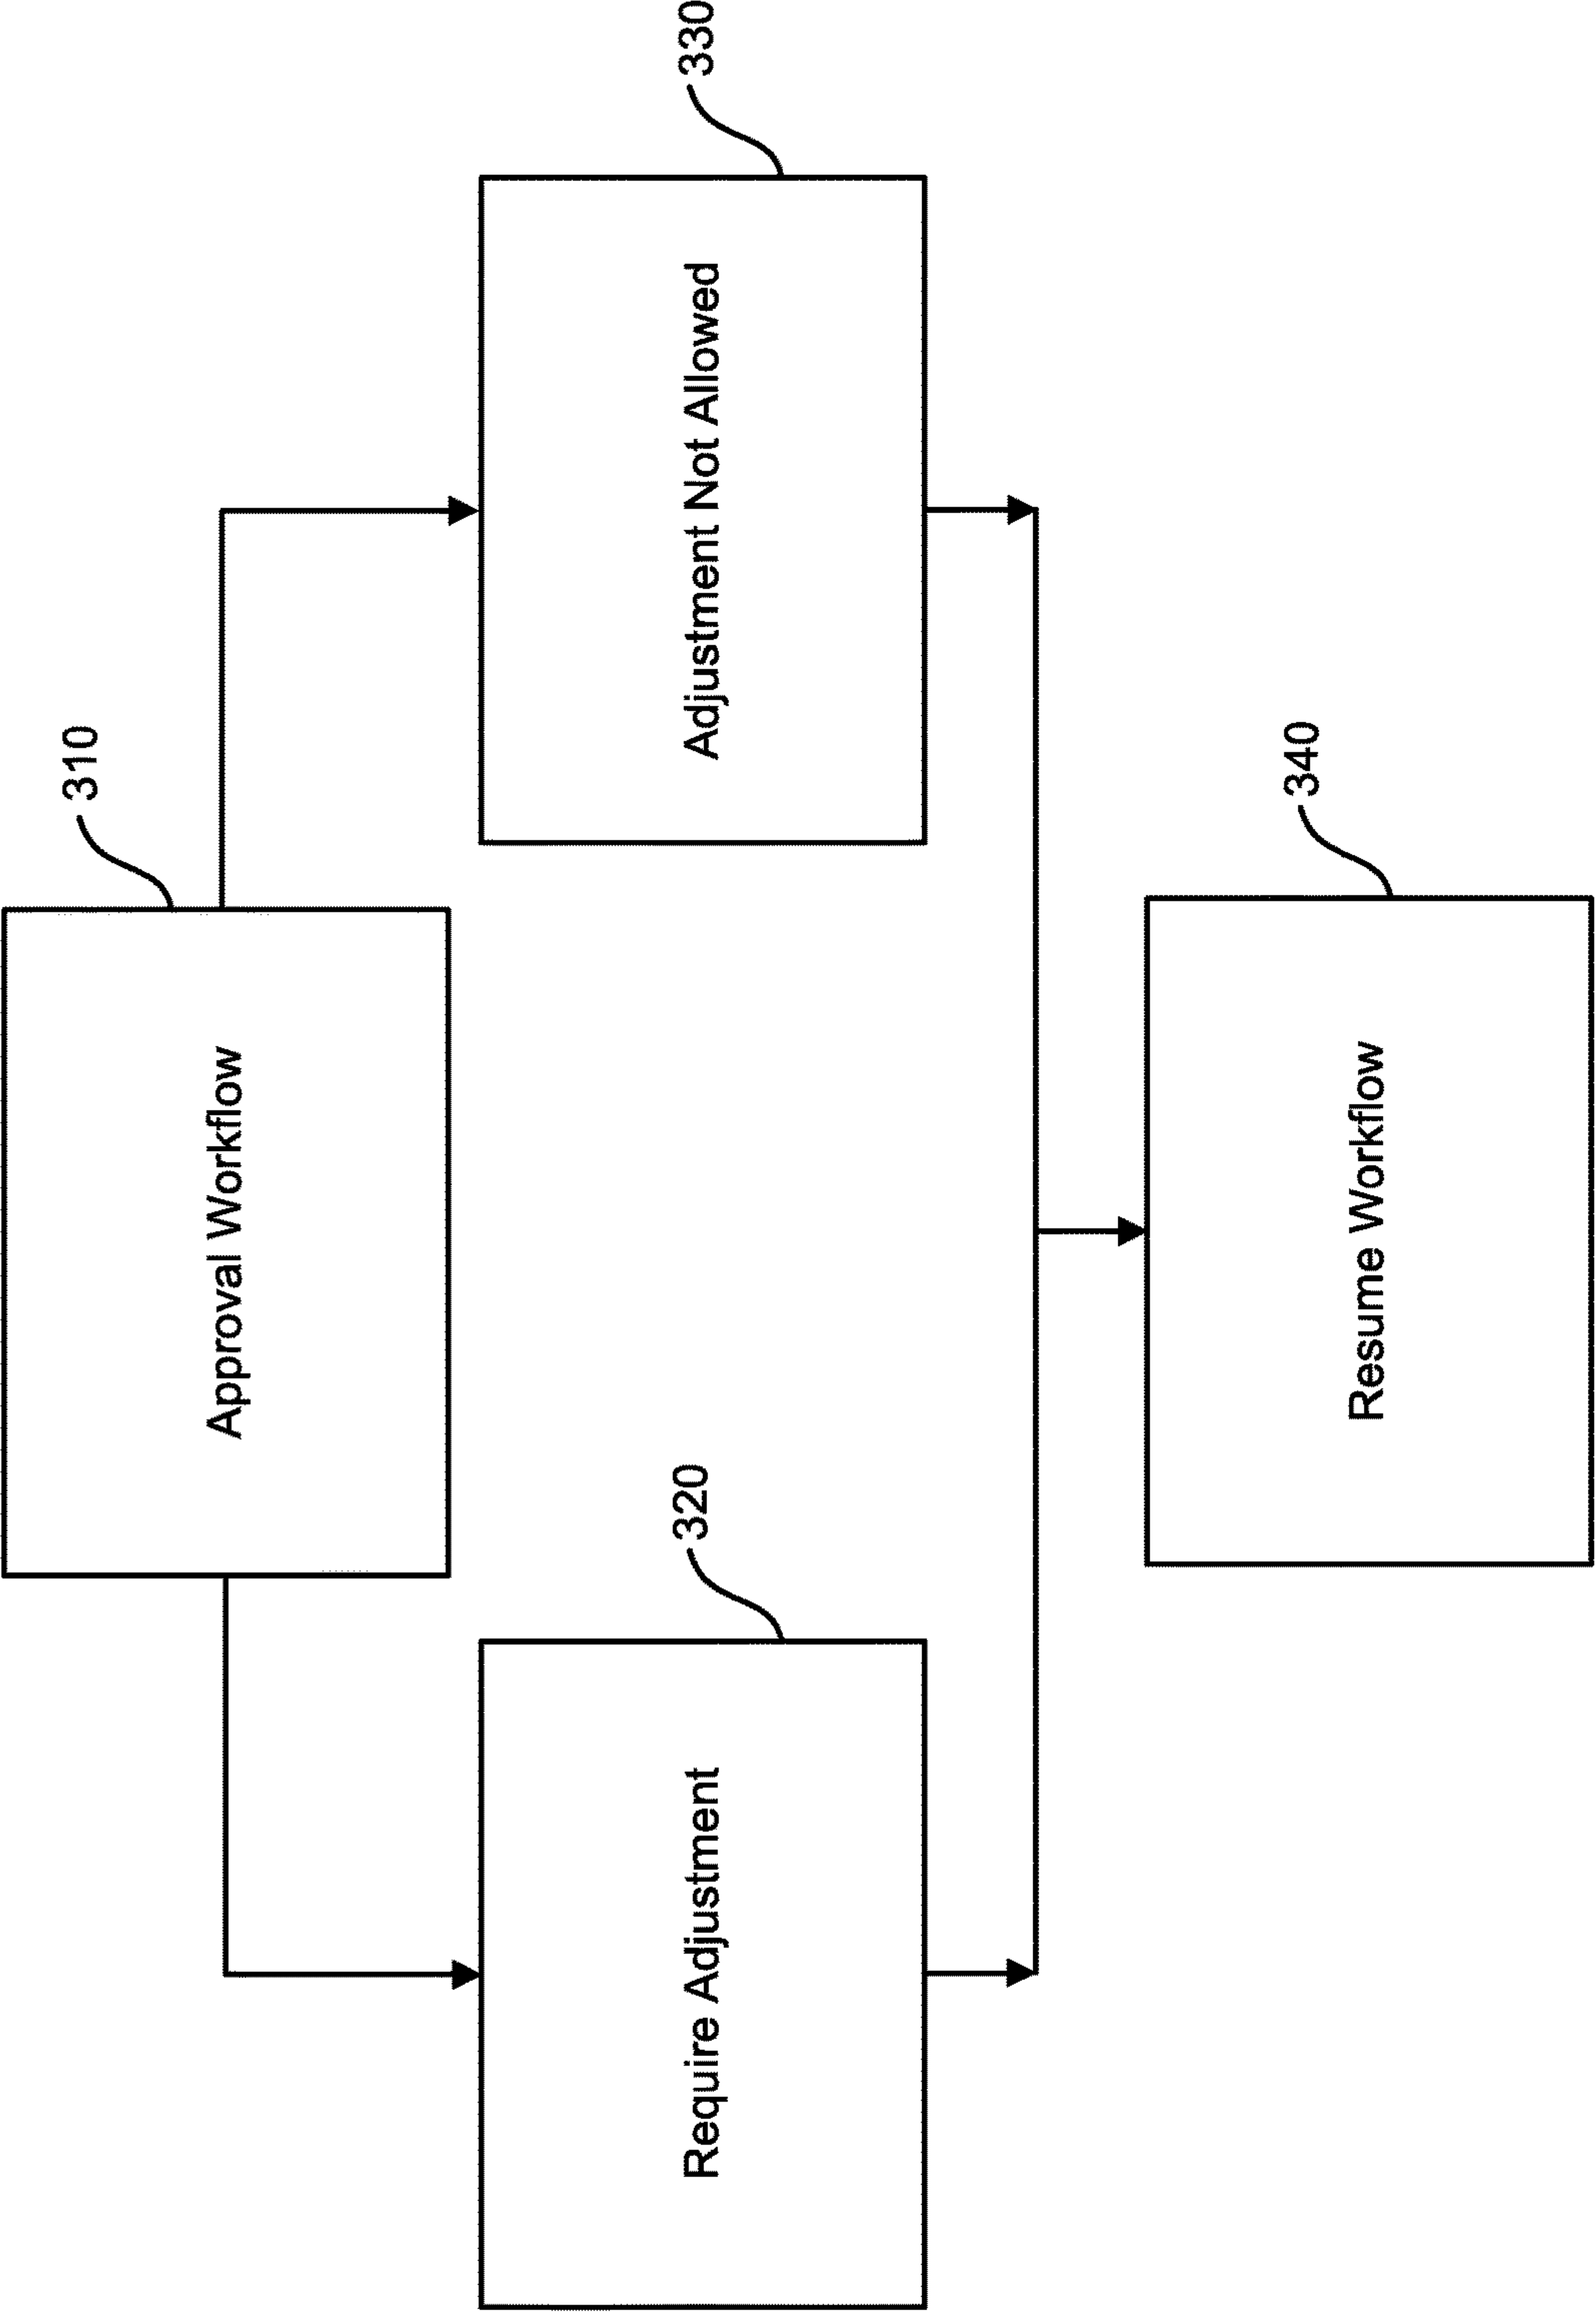 310
Approval Workflow
320
Require Adjustment
330
Adjustment Not Allowed
340
Resume Workflow